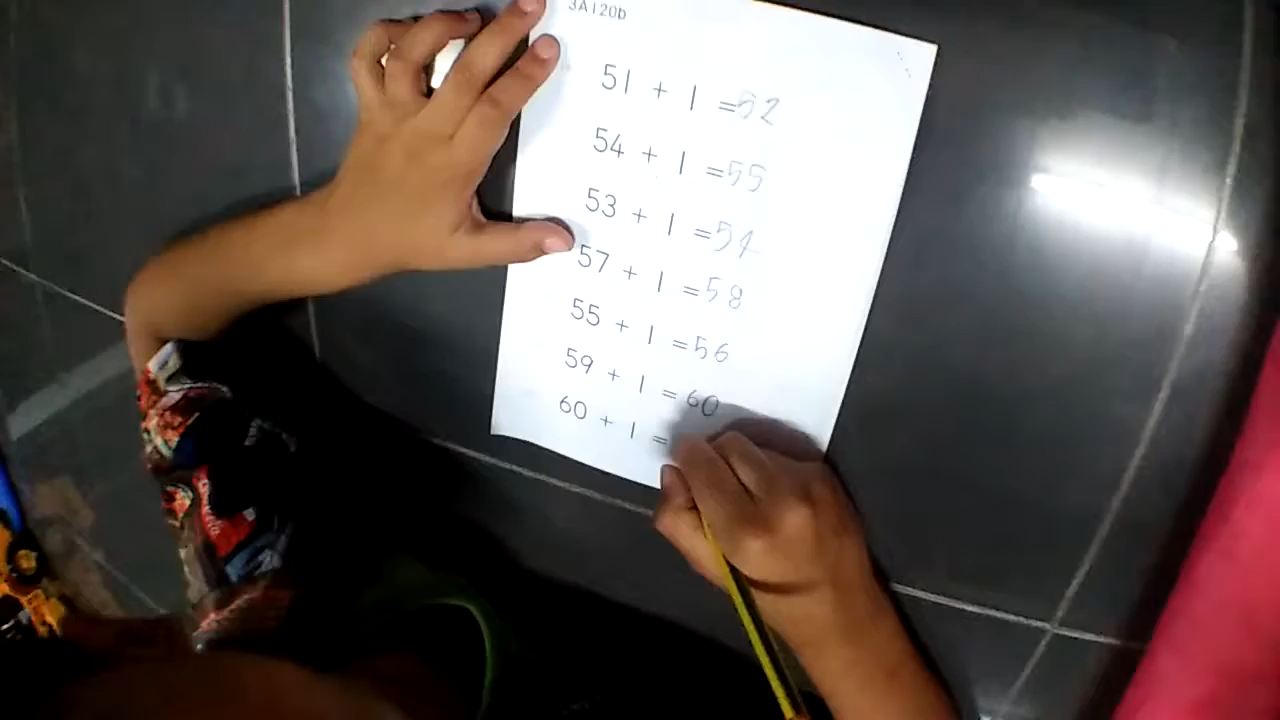 3A120b
51 + 1 =52
54 + 1 =55
53 + 1 =54
57 + 1 =58
55 + 1 =56
59 + 1 = 60
60 + 1 =